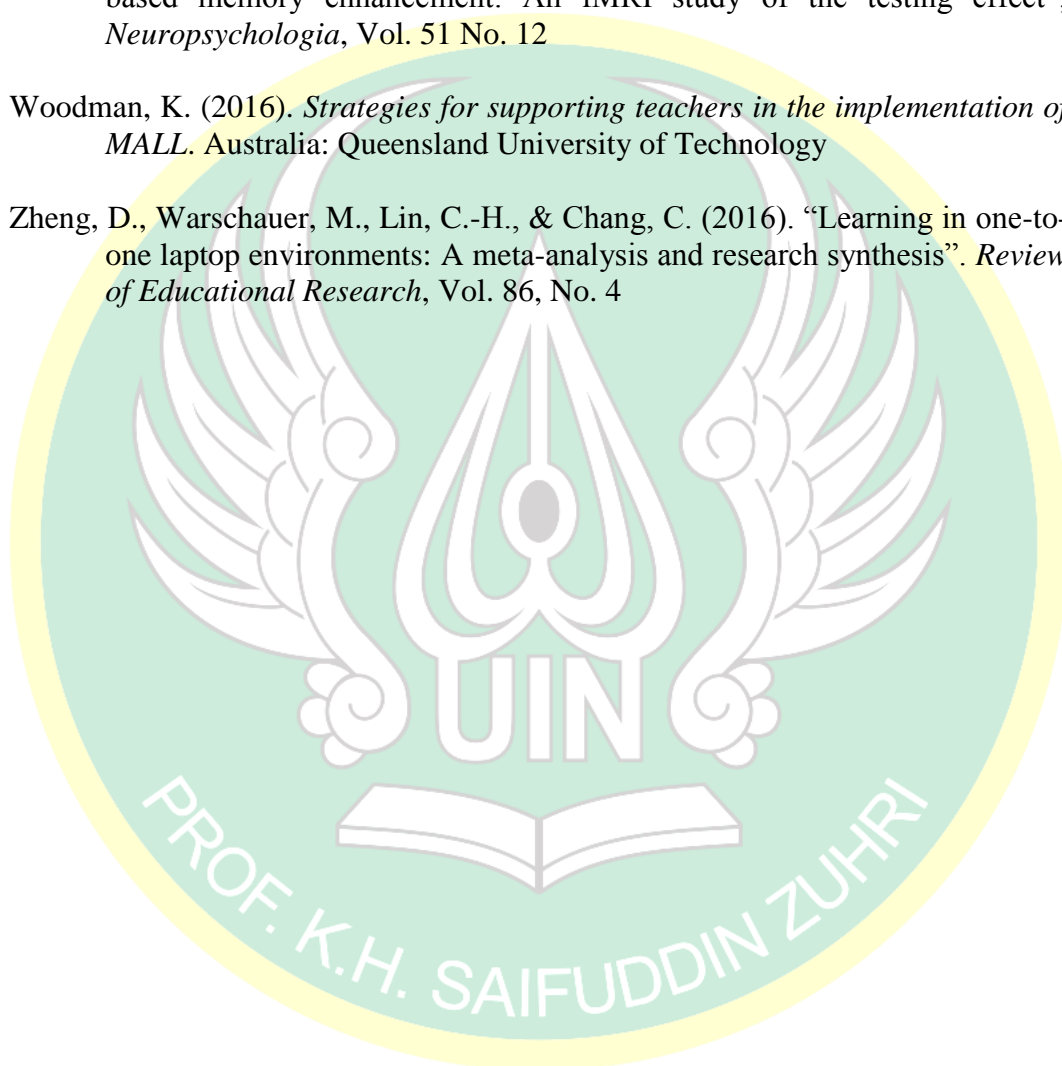 based memory enhancement: An fMRI study of the testing effect",
Neuropsychologia, Vol. 51 No. 12
Woodman, K. (2016). Strategies for supporting teachers in the implementation of
MALL. Australia: Queensland University of Technology
Zheng, D., Warschauer, M., Lin, C.-H., & Chang, C. (2016). “Learning in one-to-
one laptop environments: A meta-analysis and research synthesis”. Review
of Educational Research, Vol. 86, No. 4
UIN
PROF. K.H. SAIFUDDIN ZUHRI